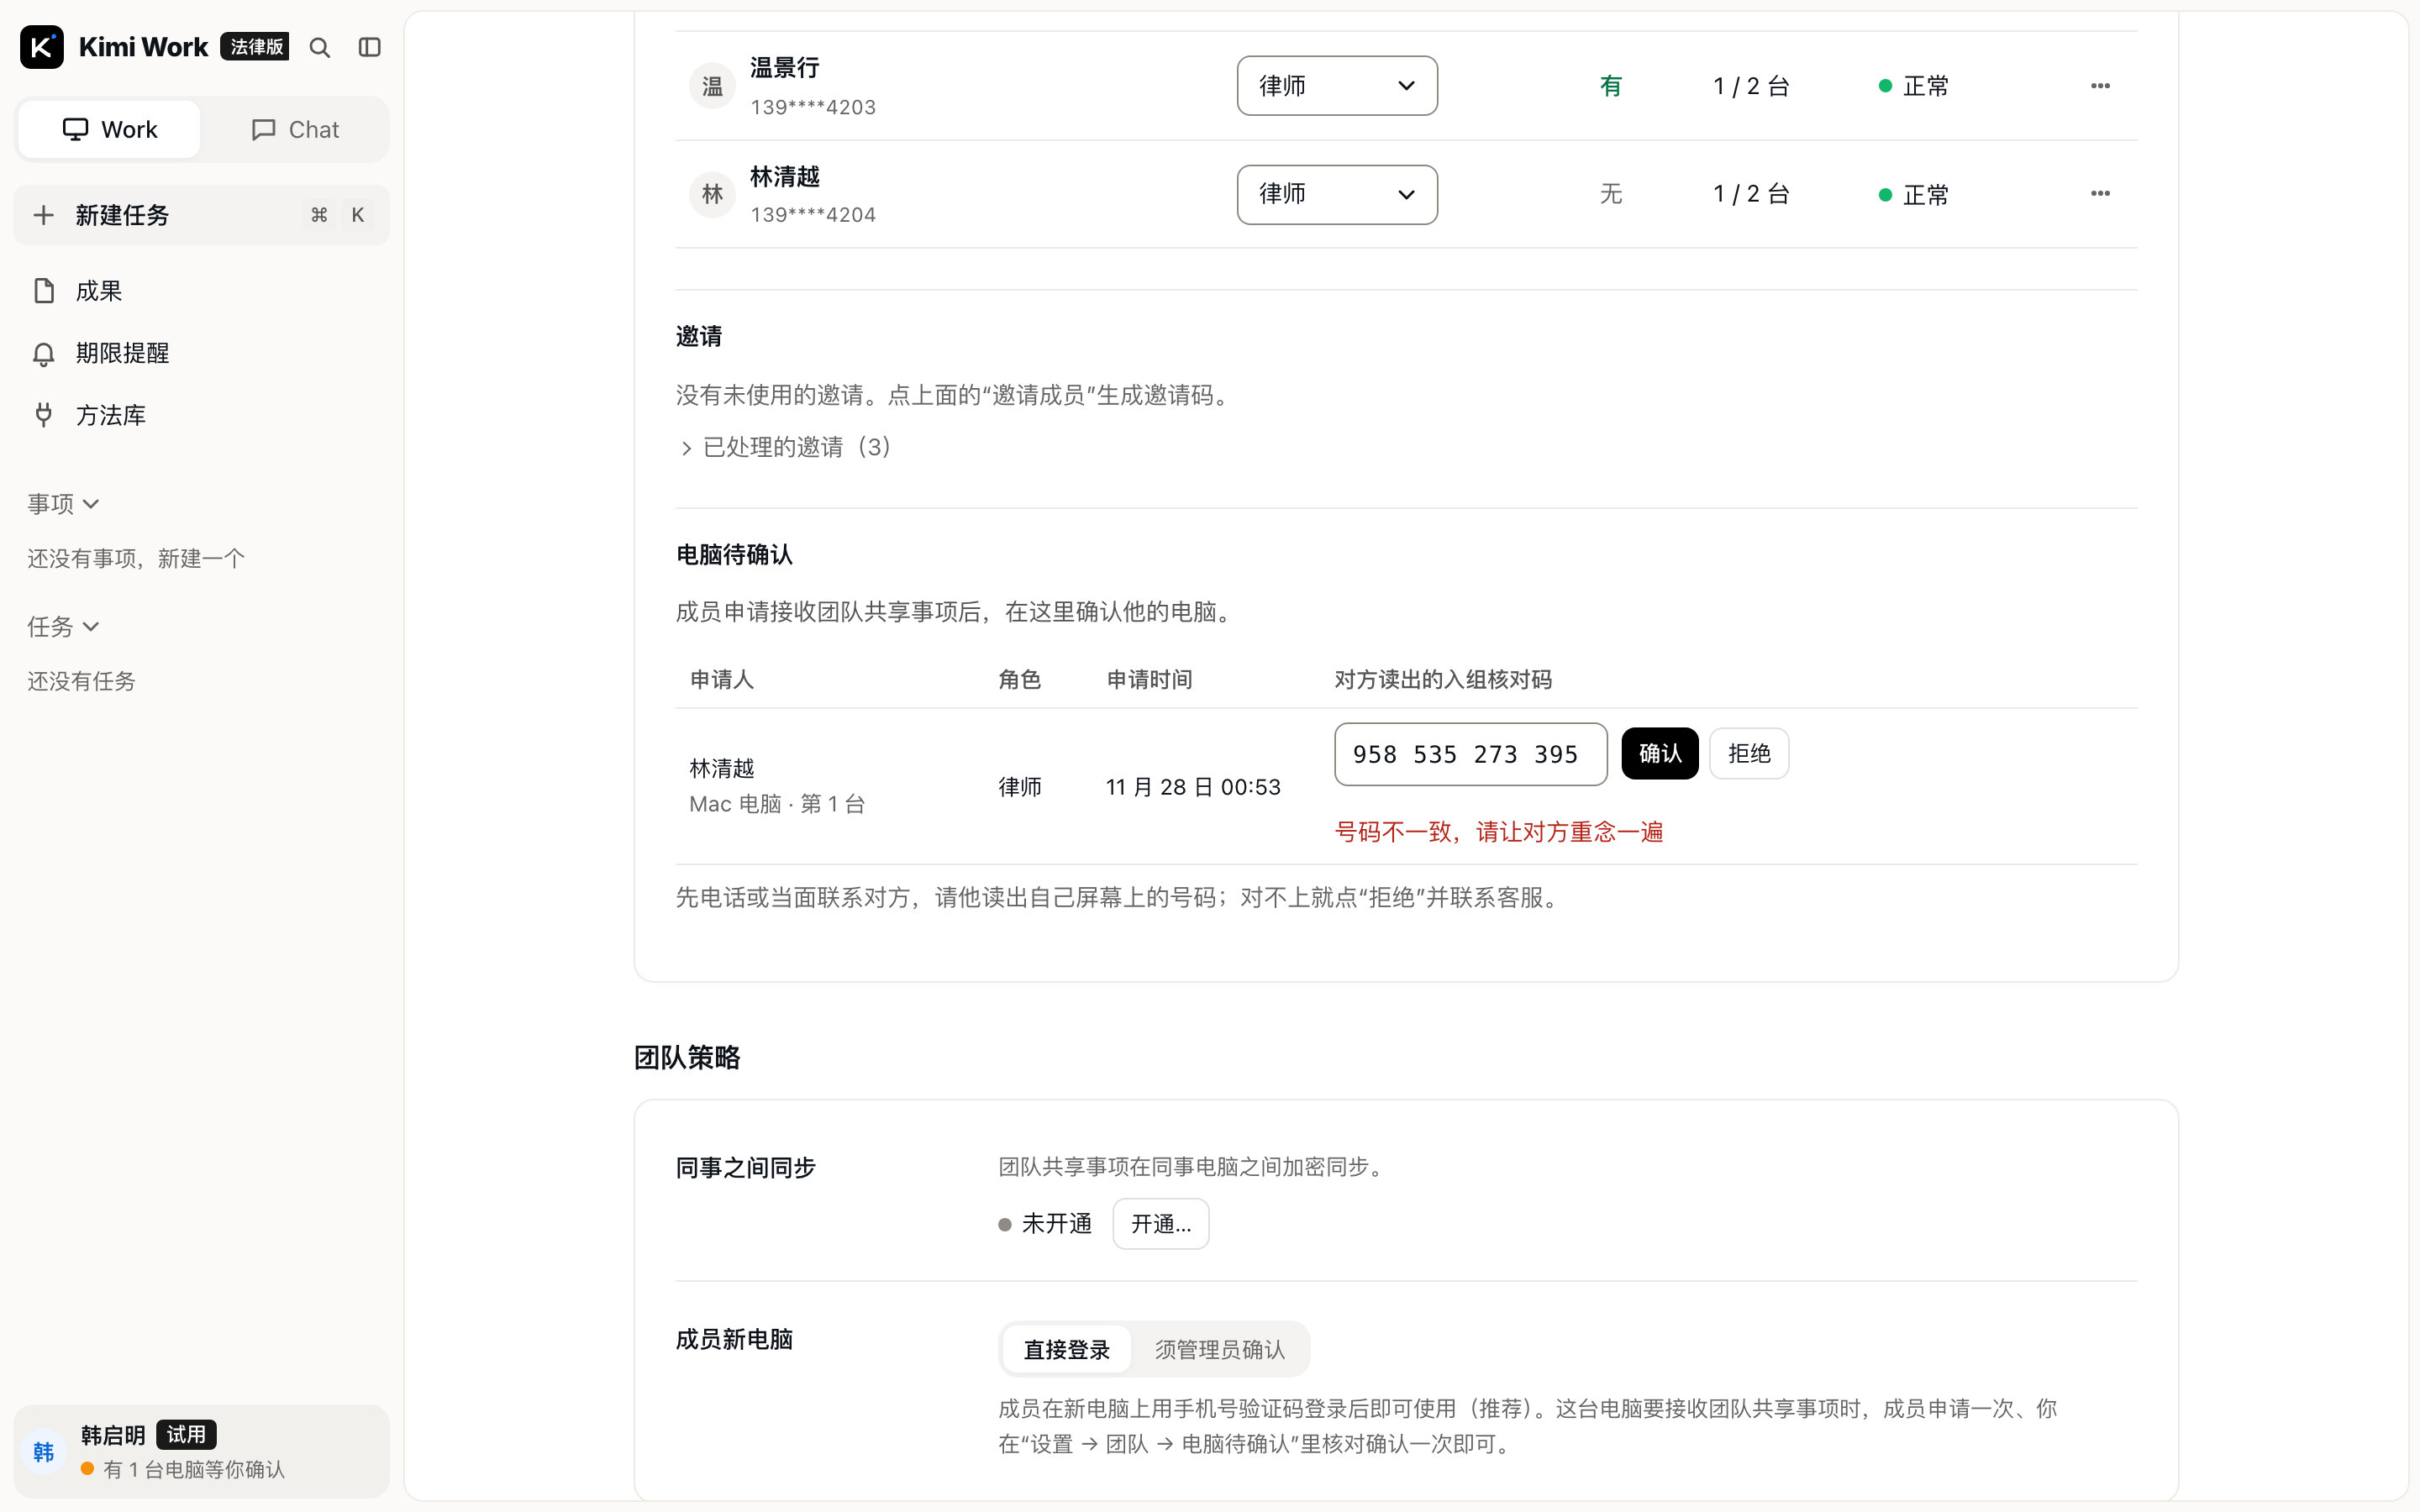 Kimi Work 法律版
Work
Chat
新建任务 ⌘ K
成果
期限提醒
方法库
事项
还没有事项，新建一个
任务
还没有任务
韩 韩启明 试用
有 1 台电脑等你确认
温 温景行
139****4203
律师
有
1 / 2 台
正常
林 林清越
139****4204
律师
无
1 / 2 台
正常
邀请
没有未使用的邀请。点上面的“邀请成员”生成邀请码。
已处理的邀请（3）
电脑待确认
成员申请接收团队共享事项后，在这里确认他的电脑。
申请人 角色 申请时间 对方读出的入组核对码
林清越
Mac 电脑 · 第 1 台
律师
11 月 28 日 00:53
958 535 273 395
确认
拒绝
号码不一致，请让对方重念一遍
先电话或当面联系对方，请他读出自己屏幕上的号码；对不上就点“拒绝”并联系客服。
团队策略
同事之间同步
团队共享事项在同事电脑之间加密同步。
未开通
开通...
成员新电脑
直接登录
须管理员确认
成员在新电脑上用手机号验证码登录后即可使用（推荐）。这台电脑要接收团队共享事项时，成员申请一次、你
在“设置 → 团队 → 电脑待确认”里核对确认一次即可。